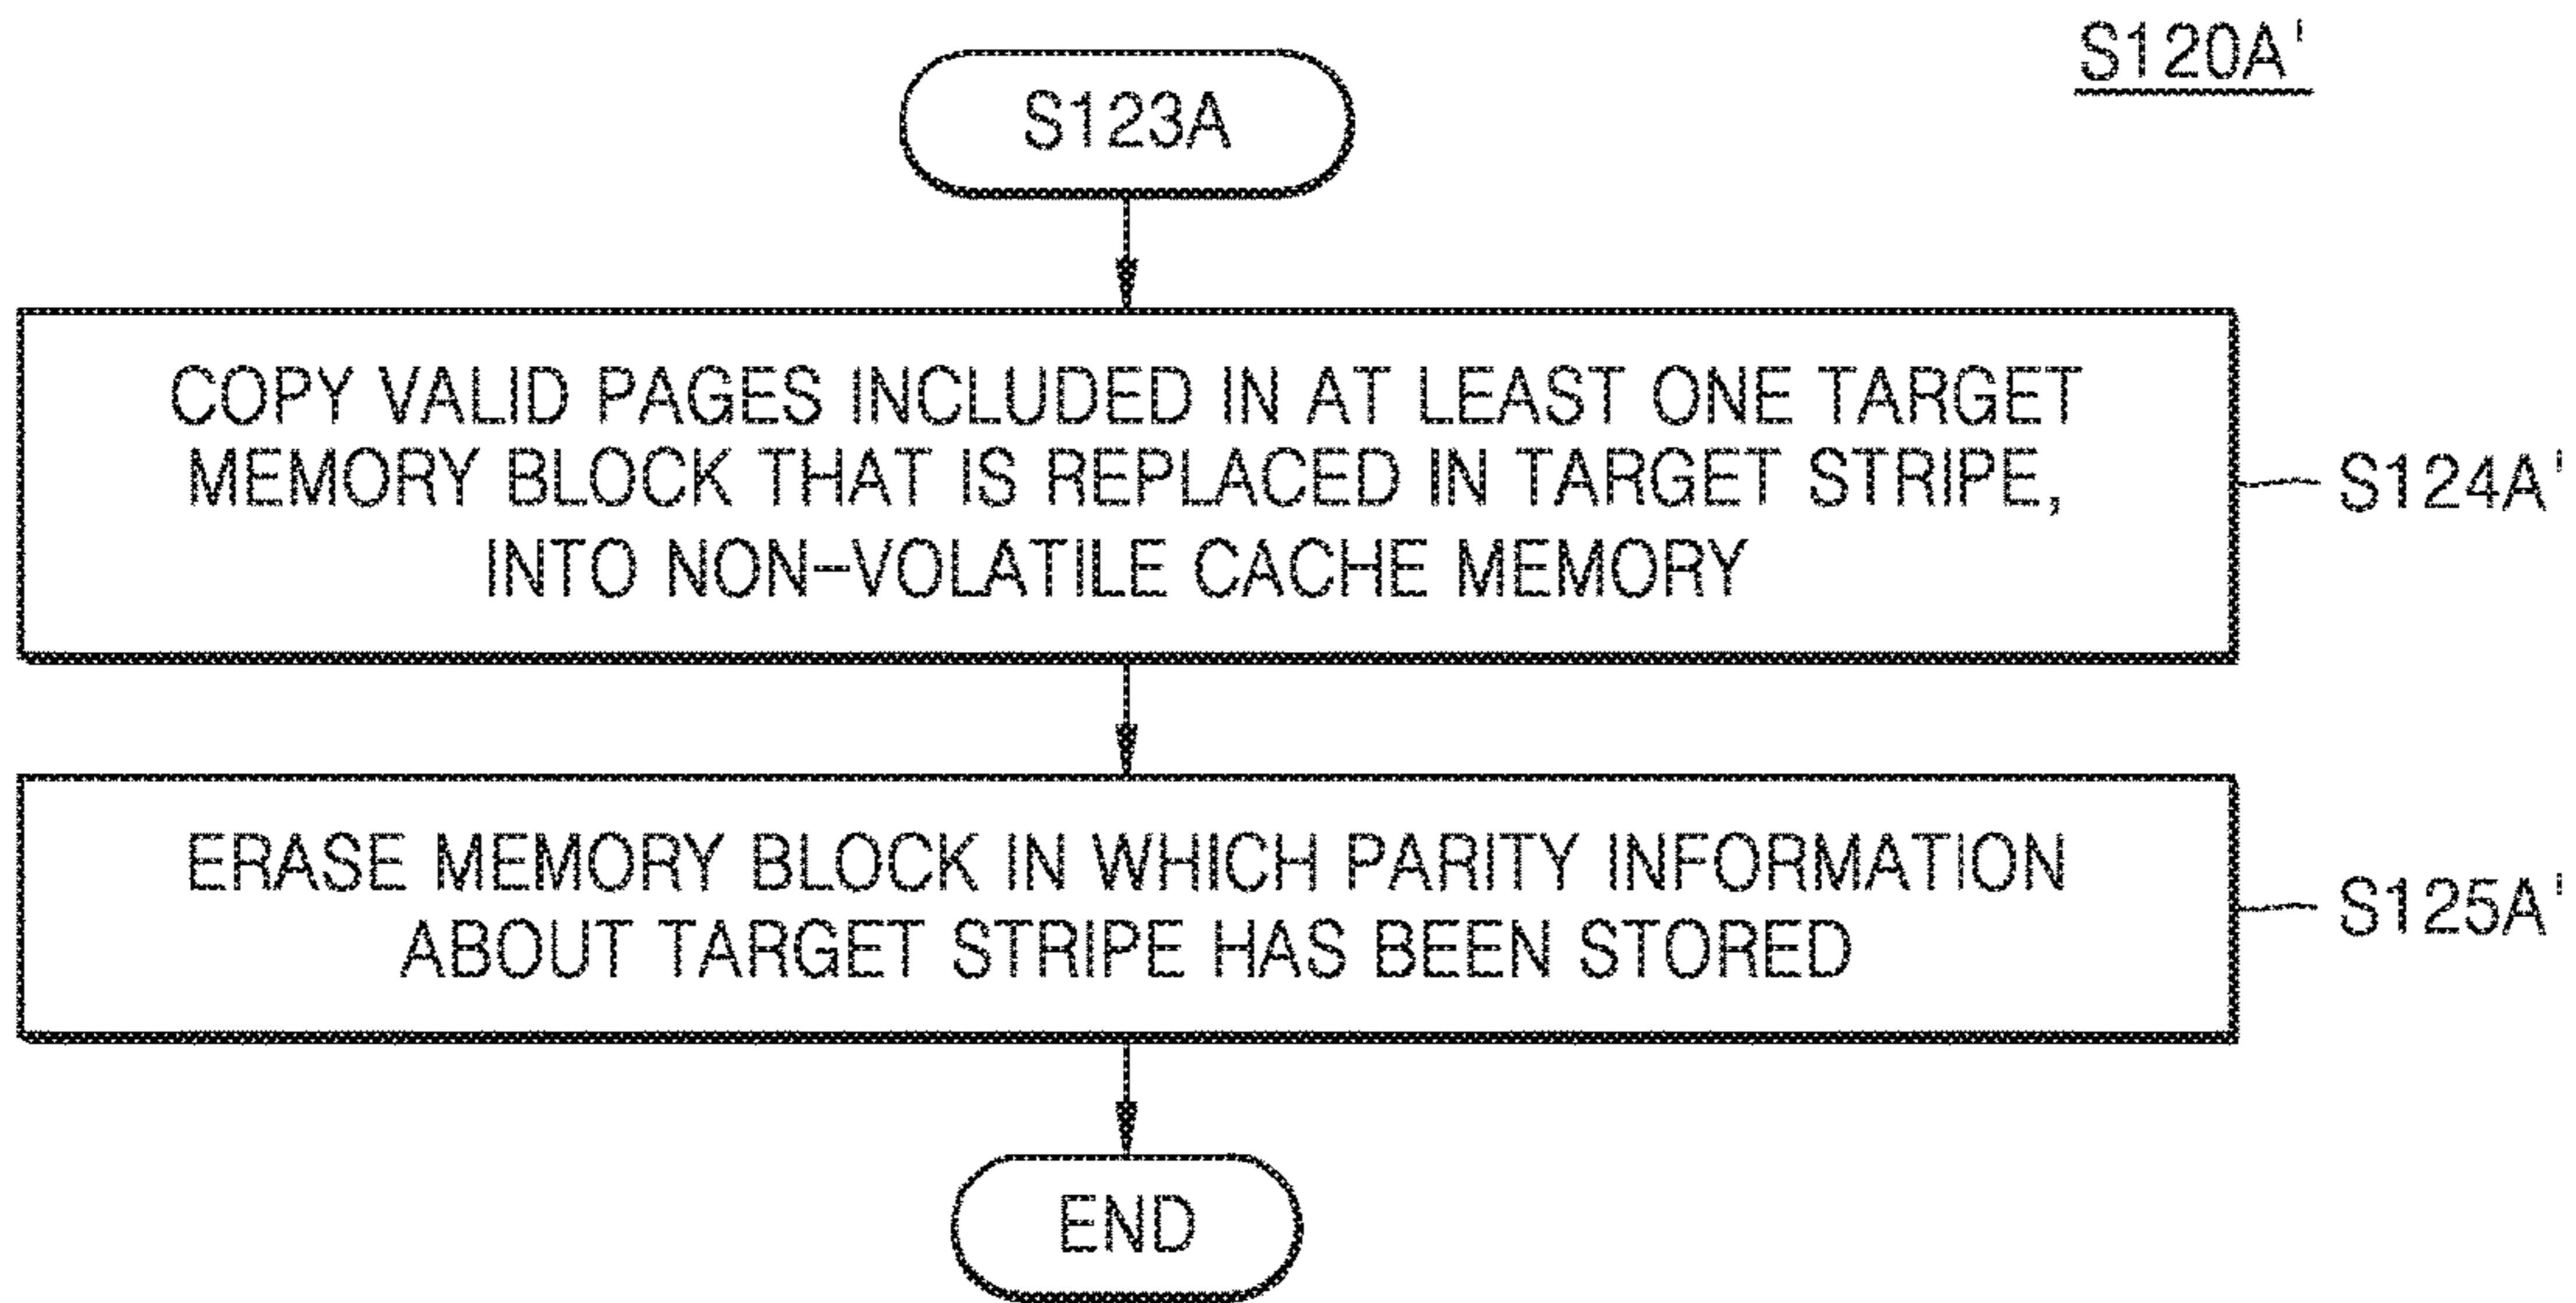 S120A'
S123A
COPY VALID PAGES INCLUDED IN AT LEAST ONE TARGET
MEMORY BLOCK THAT IS REPLACED IN TARGET STRIPE,
INTO NON-VOLATILE CACHE MEMORY
S124A'
ERASE MEMORY BLOCK IN WHICH PARITY INFORMATION
ABOUT TARGET STRIPE HAS BEEN STORED
S125A'
END